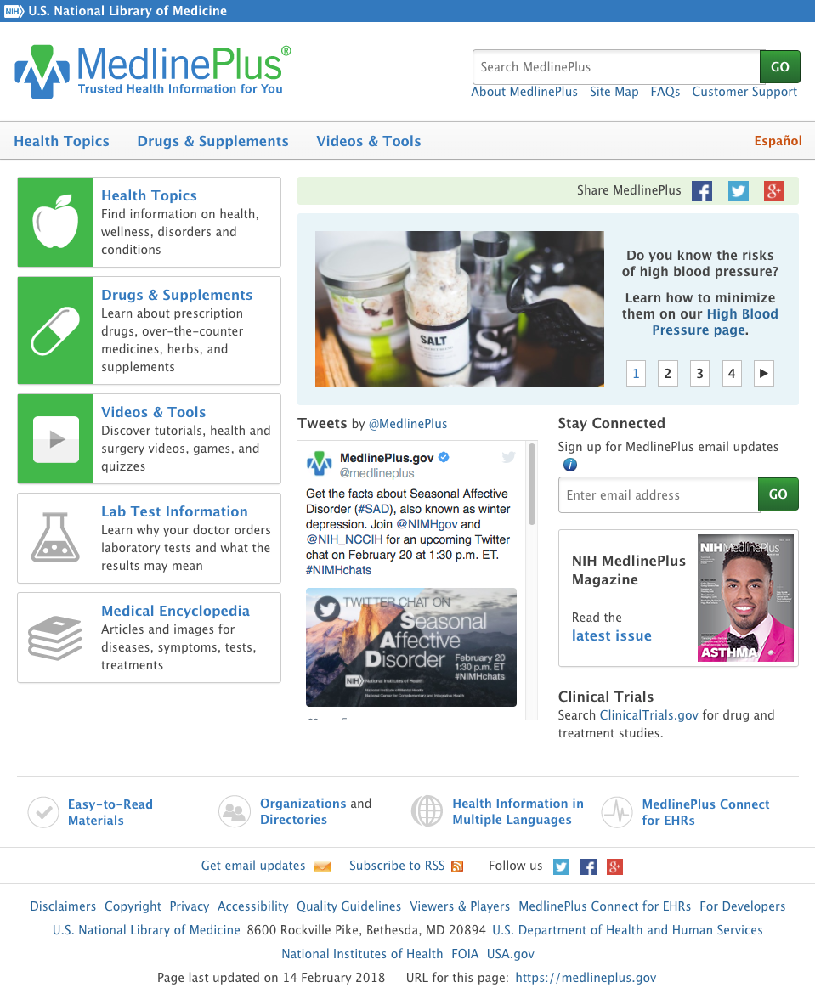 NIH U.S. National Library of Medicine
MedlinePlus®
Trusted Health Information for You
Search MedlinePlus GO
About MedlinePlus Site Map FAQs Customer Support
Health Topics Drugs & Supplements Videos & Tools Español
Health Topics
Find information on health,
wellness, disorders and
conditions
Drugs & Supplements
Learn about prescription
drugs, over-the-counter
medicines, herbs, and
supplements
Videos & Tools
Discover tutorials, health and
surgery videos, games, and
quizzes
Lab Test Information
Learn why your doctor orders
laboratory tests and what the
results may mean
Medical Encyclopedia
Articles and images for
diseases, symptoms, tests,
treatments
Share MedlinePlus
SALT
S.
Do you know the risks
of high blood pressure?
Learn how to minimize
them on our High Blood
Pressure page.
1 2 3 4
Tweets by @MedlinePlus
MedlinePlus.gov
@medlineplus
Get the facts about Seasonal Affective
Disorder (#SAD), also known as winter
depression. Join @NIMHgov and
@NIH_NCCIH for an upcoming Twitter
chat on February 20 at 1:30 p.m. ET.
#NIMHchats
TWITTER CHAT ON
Seasonal
Affective
Disorder
February 20
1:30 p.m. ET
#NIMHchats
NIH National Institutes of Health
National Institute of Mental Health
National Center for Complementary and Integrative Health
Stay Connected
Sign up for MedlinePlus email updates
i
Enter email address GO
NIH MedlinePlus
Magazine
Read the
latest issue
NIHMedlinePlus
ASTHMA
Clinical Trials
Search ClinicalTrials.gov for drug and
treatment studies.
Easy-to-Read
Materials
Organizations and
Directories
Health Information in
Multiple Languages
MedlinePlus Connect
for EHRs
Get email updates Subscribe to RSS Follow us
Disclaimers Copyright Privacy Accessibility Quality Guidelines Viewers & Players MedlinePlus Connect for EHRs For Developers
U.S. National Library of Medicine 8600 Rockville Pike, Bethesda, MD 20894 U.S. Department of Health and Human Services
National Institutes of Health FOIA USA.gov
Page last updated on 14 February 2018 URL for this page: https://medlineplus.gov